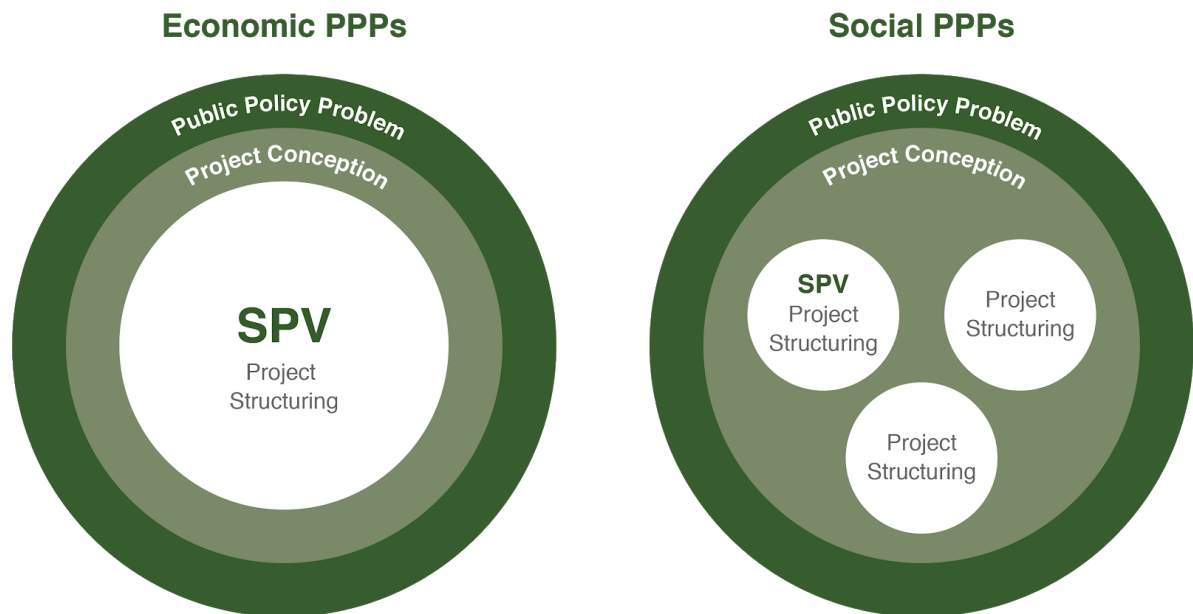 Economic PPPs
Public Policy Problem
Project Conception
SPV
Project
Structuring
Social PPPs
Public Policy Problem
Project Conception
SPV
Project
Structuring
Project
Structuring
Project
Structuring